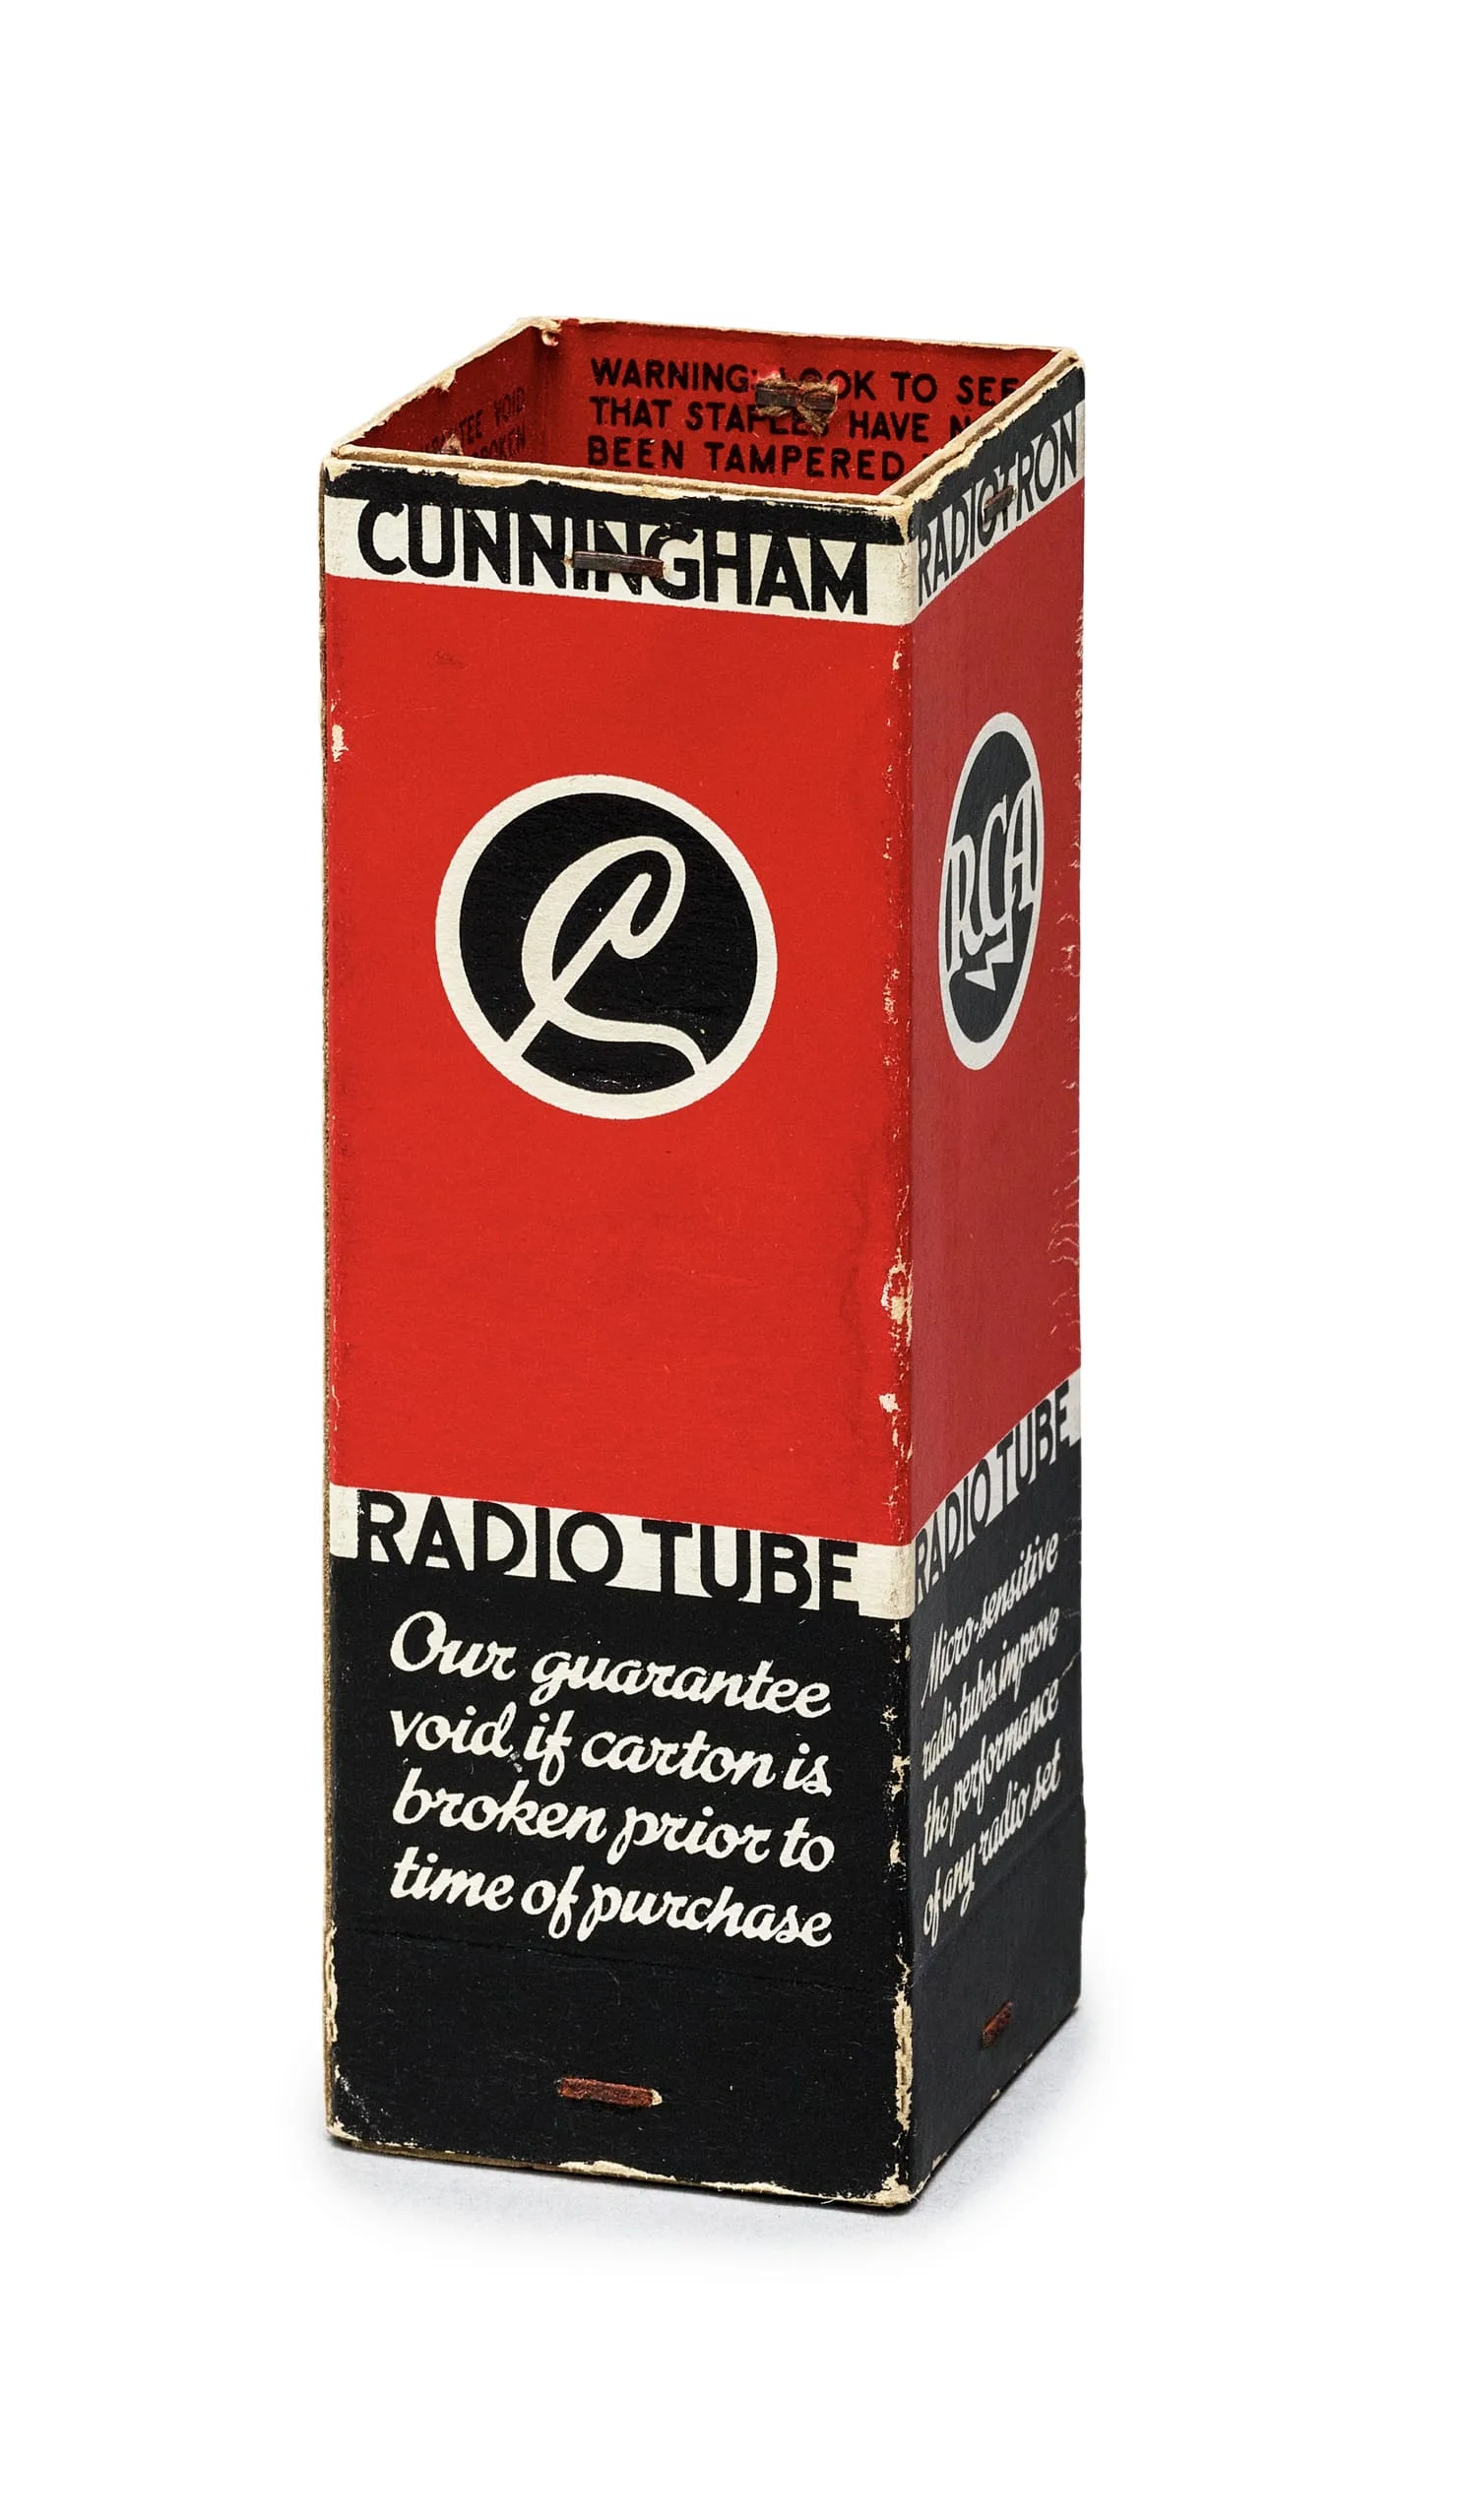 WARNING: LOOK TO SEE
THAT STAPLES HAVE
BEEN TAMPERED
VOID
CUNNINGHAM
C
RADIO TUBE
Our guarantee
void if carton is
broken prior to
time of purchase
RADIOTRON
RCA
RADIO TUBE
Micro-sensitive
radio tubes improve
the performance
of any radio set